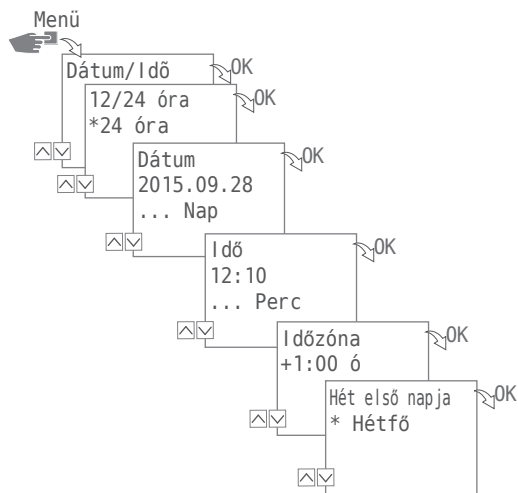 Menü
Dátum/Idõ
OK
12/24 óra
*24 óra
OK
Dátum
2015.09.28
... Nap
OK
Idő
12:10
... Perc
OK
Időzóna
+1:00 ó
OK
Hét első napja
* Hétfő
OK